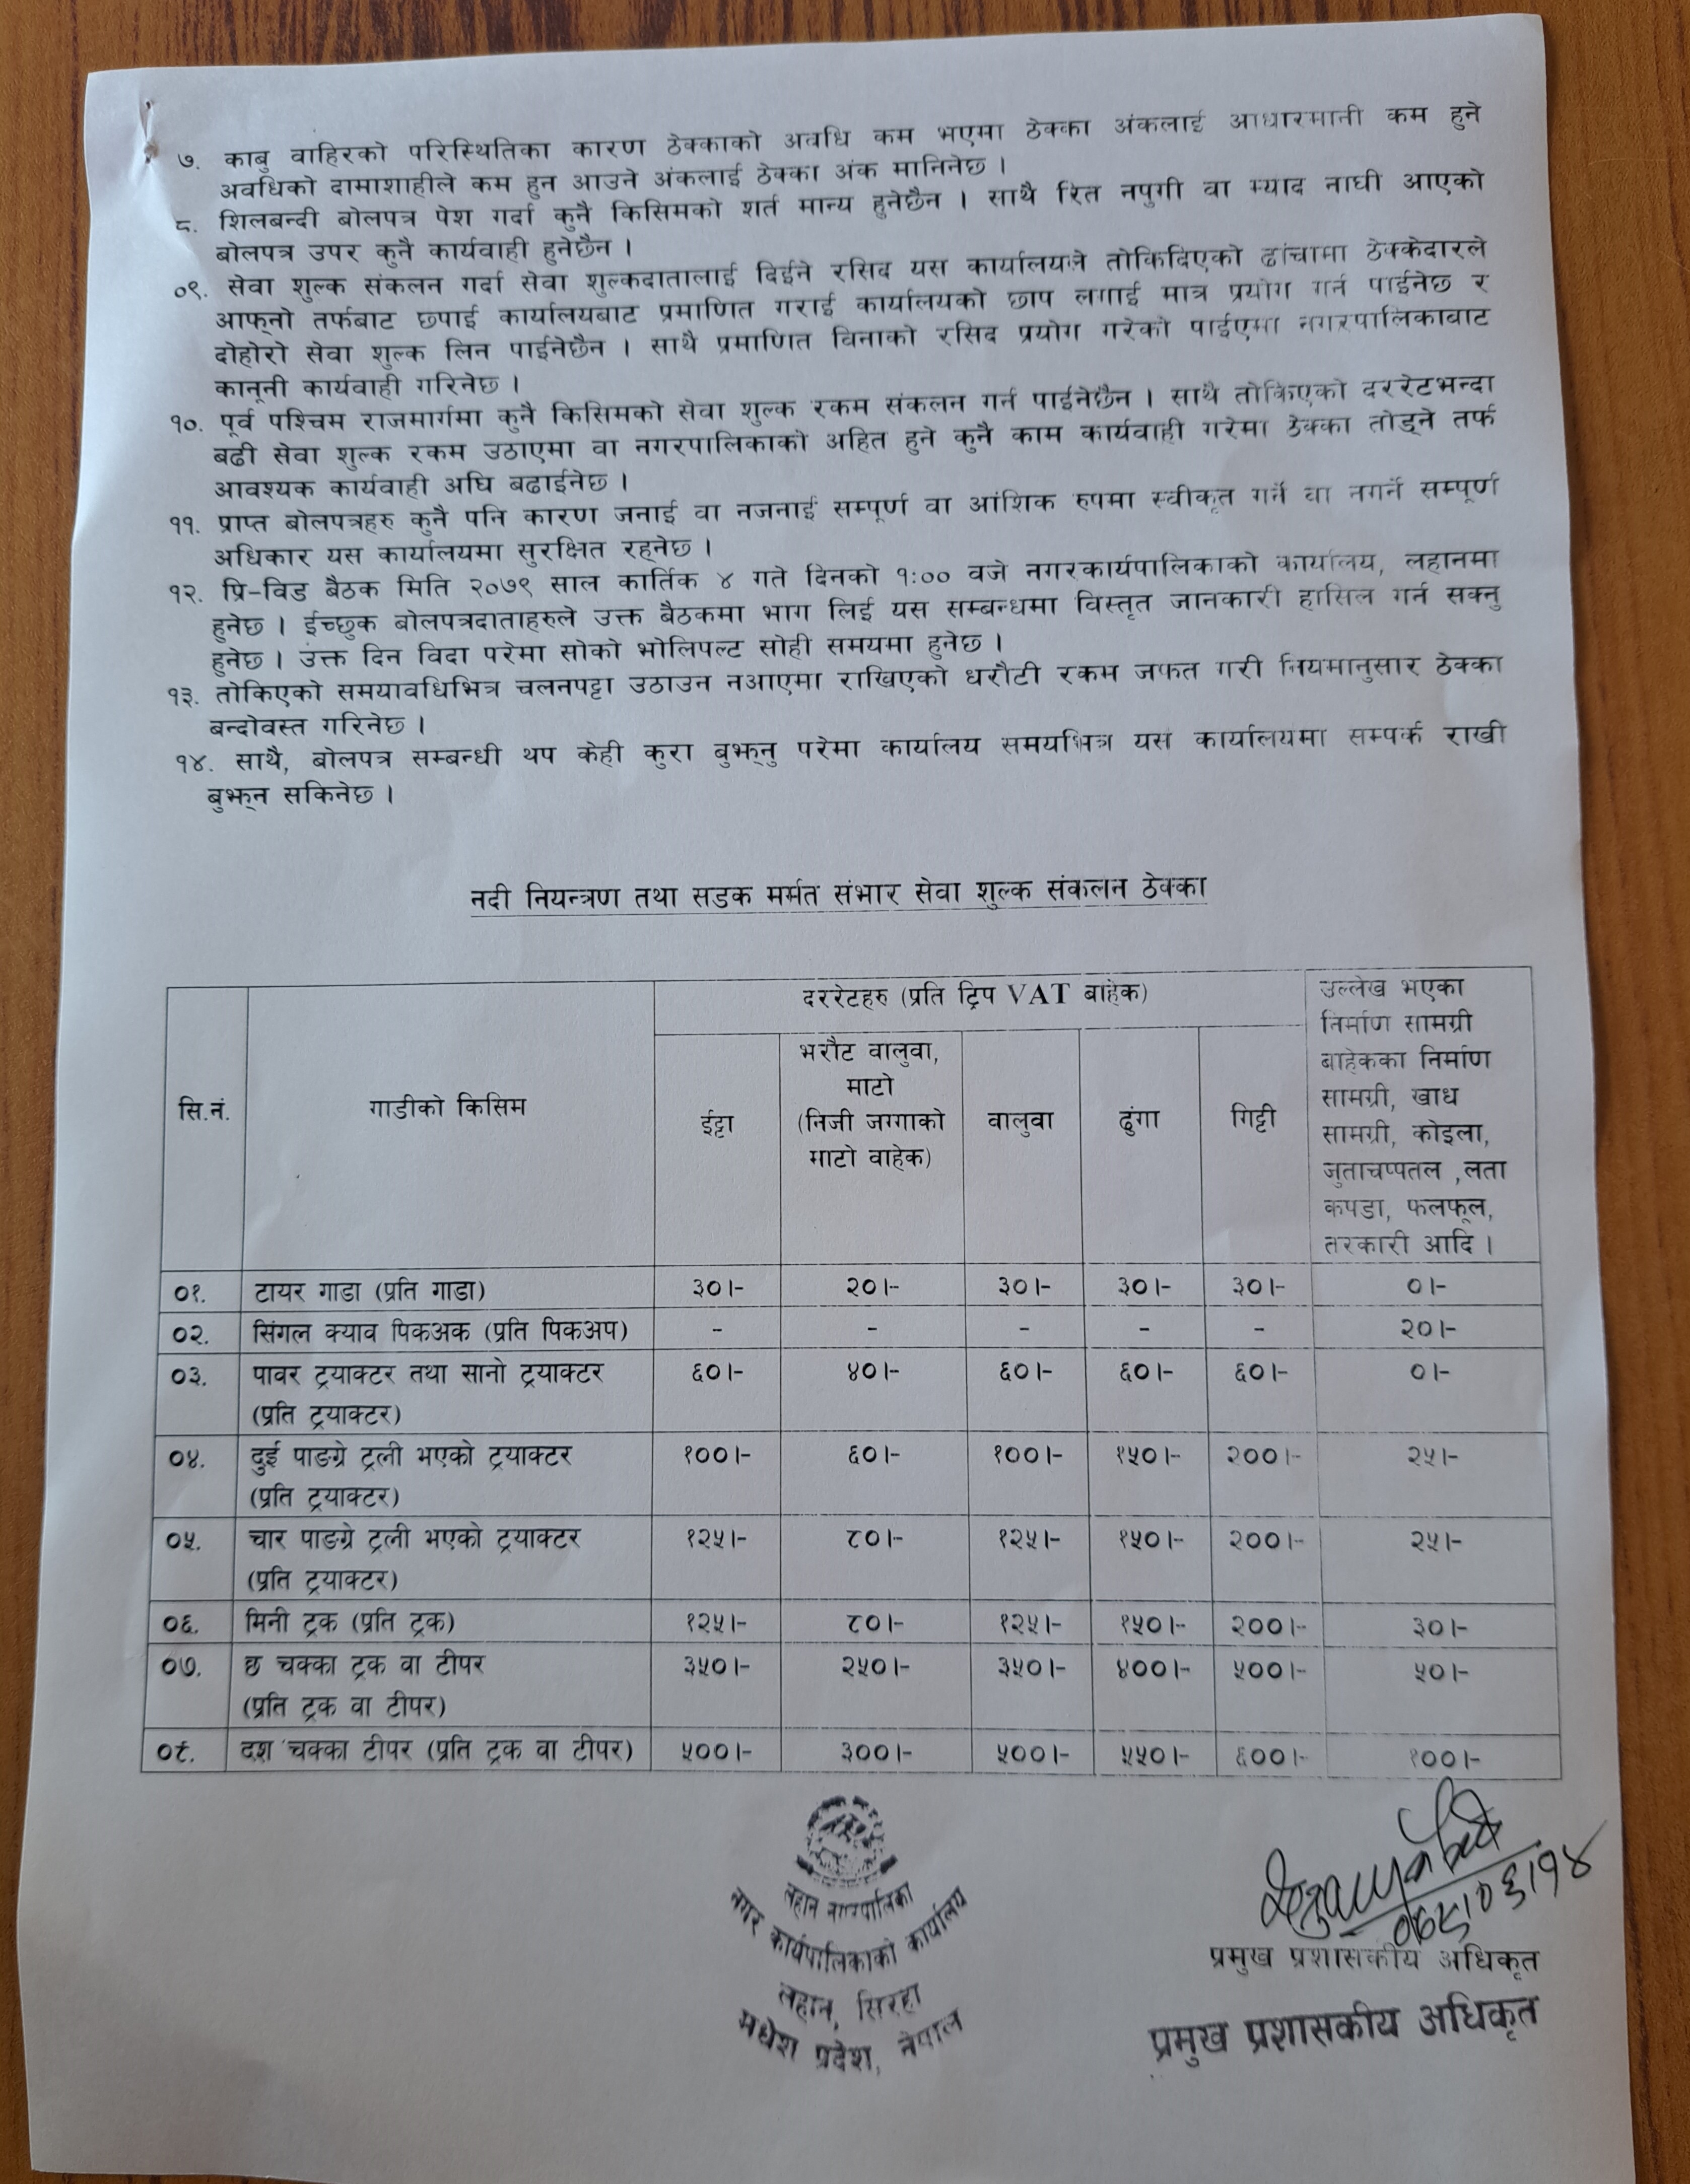 ७. काबु वाहिरको परिस्थितिका कारण ठेक्काको अवधि कम भएमा ठेक्का अंकलाई आधारमानी कम हुने
अवधिको दामाशाहीले कम हुन आउने अंकलाई ठेक्का अंक मानिनेछ ।
८. शिलबन्दी बोलपत्र पेश गर्दा कुनै किसिमको शर्त मान्य हुनेछैन । साथै रित नपुगी वा म्याद नाघी आएको
बोलपत्र उपर कुनै कार्यवाही हुनेछैन ।
०९. सेवा शुल्क संकलन गर्दा सेवा शुल्कदातालाई दिईने रसिद यस कार्यालयले तोकिदिएको ढांचामा ठेक्केदारले
आफ्नो तर्फबाट छपाई कार्यालयबाट प्रमाणित गराई कार्यालयको छाप लगाई मात्र प्रयोग गर्न पाईनेछ र
दोहोरो सेवा शुल्क लिन पाईनेछैन । साथै प्रमाणित विनाको रसिद प्रयोग गरेको पाईएमा नगरपालिकाबाट
कानूनी कार्यवाही गरिनेछ ।
१०. पूर्व पश्चिम राजमार्गमा कुनै किसिमको सेवा शुल्क रकम संकलन गर्न पाईनेछैन । साथै तोकिएको दररेटभन्दा
बढी सेवा शुल्क रकम उठाएमा वा नगरपालिकाको अहित हुने कुनै काम कार्यवाही गरेमा ठेक्का तोड्ने तर्फ
आवश्यक कार्यवाही अघि बढाईनेछ ।
११. प्राप्त बोलपत्रहरु कुनै पनि कारण जनाई वा नजनाई सम्पूर्ण वा आंशिक रुपमा स्वीकृत गर्ने वा नगर्ने सम्पूर्ण
अधिकार यस कार्यालयमा सुरक्षित रहनेछ ।
१२. प्रि-विड बैठक मिति २०७९ साल कार्तिक ४ गते दिनको १:०० वजे नगरकार्यपालिकाको कार्यालय, लहानमा
हुनेछ । ईच्छुक बोलपत्रदाताहरुले उक्त बैठकमा भाग लिई यस सम्बन्धमा विस्तृत जानकारी हासिल गर्न सक्नु
हुनेछ । उक्त दिन विदा परेमा सोको भोलिपल्ट सोही समयमा हुनेछ ।
१३. तोकिएको समयावधिभित्र चलनपट्टा उठाउन नआएमा राखिएको धरौटी रकम जफत गरी नियमानुसार ठेक्का
बन्दोवस्त गरिनेछ ।
१४. साथै, बोलपत्र सम्बन्धी थप केही कुरा बुझ्नु परेमा कार्यालय समयभित्र यस कार्यालयमा सम्पर्क राखी
बुझ्न सकिनेछ ।
नदी नियन्त्रण तथा सडक मर्मत संभार सेवा शुल्क संकलन ठेक्का
सि.नं. गाडीको किसिम दररेटहरु (प्रति ट्रिप VAT बाहेक)
ईट्टा
भरौट वालुवा,
माटो
(निजी जग्गाको
माटो वाहेक)
वालुवा ढुंगा गिट्टी
उल्लेख भएका
निर्माण सामग्री
बाहेकका निर्माण
सामग्री, खाध
सामग्री, कोइला,
जुताचप्पतल ,लता
कपडा, फलफूल,
तरकारी आदि ।
०१. टायर गाडा (प्रति गाडा) ३०।- २०।- ३०।- ३०।- ३०।- ०।-
०२. सिंगल क्याव पिकअक (प्रति पिकअप) - - - - - २०।-
०३. पावर ट्रयाक्टर तथा सानो ट्रयाक्टर ६०।- ४०।- ६०।- ६०।- ६०।- ०।-
(प्रति ट्रयाक्टर)
०४. दुई पाङग्रे ट्रली भएको ट्रयाक्टर १००।- ६०।- १००।- १५०।- २००।- २५।-
(प्रति ट्रयाक्टर)
०५. चार पाङग्रे ट्रली भएको ट्रयाक्टर १२५।- ८०।- १२५।- १५०।- २००।- २५।-
(प्रति ट्रयाक्टर)
०६. मिनी ट्रक (प्रति ट्रक) १२५।- ८०।- १२५।- १५०।- २००।- ३०।-
०७. छ चक्का ट्रक वा टीपर ३५०।- २५०।- ३५०।- ४००।- ५००।- ५०।-
(प्रति ट्रक वा टीपर)
०८. दश चक्का टीपर (प्रति ट्रक वा टीपर) ५००।- ३००।- ५००।- ५५०।- ६००।- १००।-
लहान नगरपालिका
नगर कार्यपालिकाको कार्यालय
लहान, सिरहा
मधेश प्रदेश, नेपाल
प्रमुख प्रशासकीय अधिकृत
प्रमुख प्रशासकीय अधिकृत